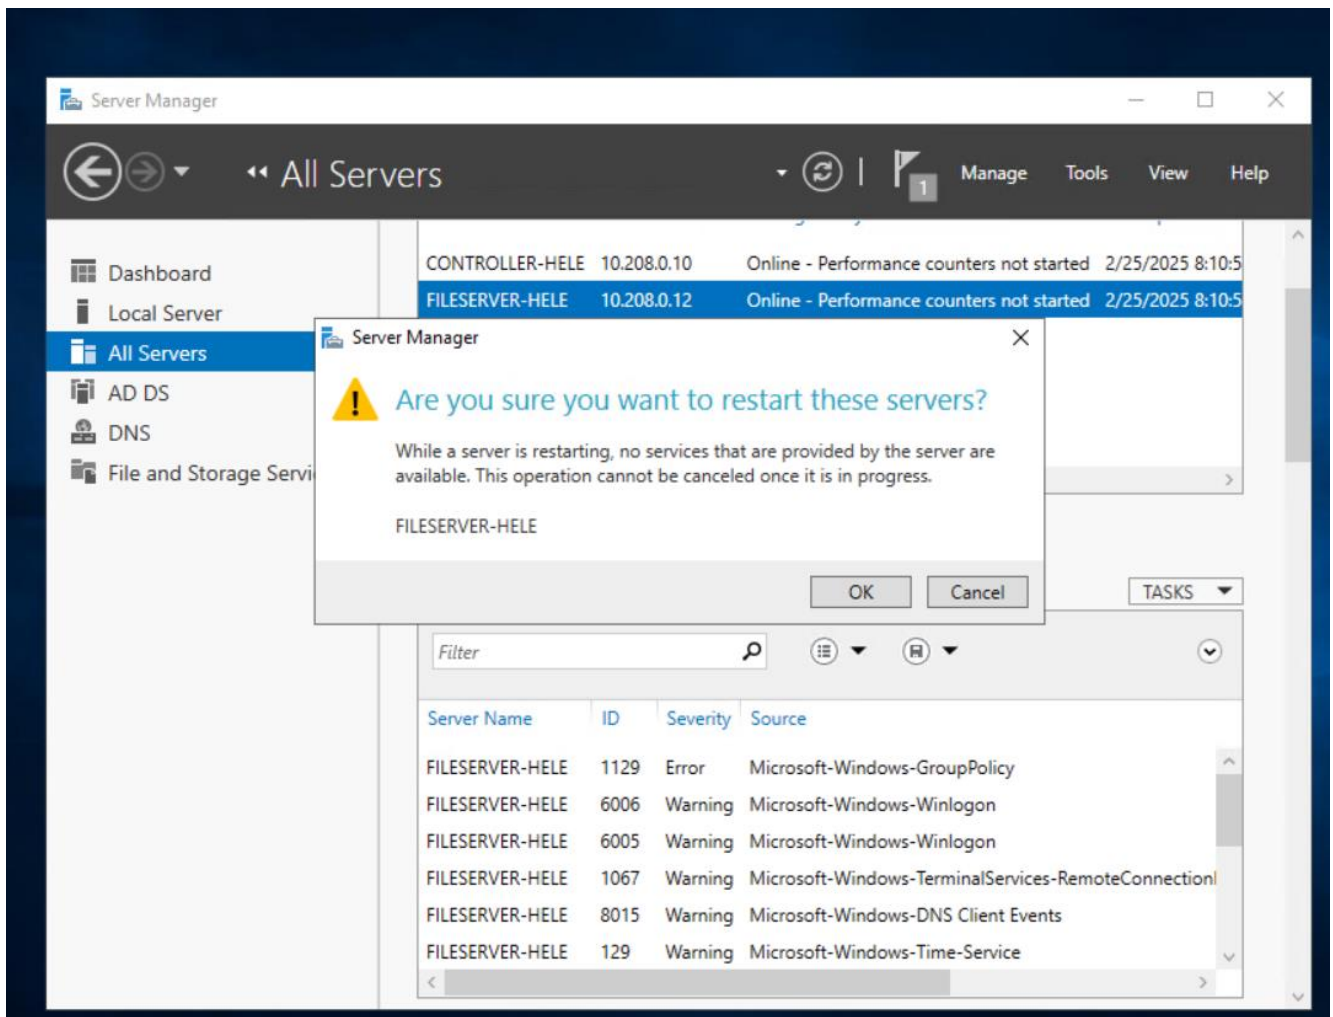 Server Manager
All Servers
1
Manage Tools View Help
Dashboard
Local Server
All Servers
AD DS
DNS
File and Storage Servi
CONTROLLER-HELE 10.208.0.10 Online - Performance counters not started 2/25/2025 8:10:5
FILESERVER-HELE 10.208.0.12 Online - Performance counters not started 2/25/2025 8:10:5
Server Manager
Are you sure you want to restart these servers?
While a server is restarting, no services that are provided by the server are
available. This operation cannot be canceled once it is in progress.
FILESERVER-HELE
OK Cancel
TASKS
Filter
Server Name ID Severity Source
FILESERVER-HELE 1129 Error Microsoft-Windows-GroupPolicy
FILESERVER-HELE 6006 Warning Microsoft-Windows-Winlogon
FILESERVER-HELE 6005 Warning Microsoft-Windows-Winlogon
FILESERVER-HELE 1067 Warning Microsoft-Windows-TerminalServices-RemoteConnection
FILESERVER-HELE 8015 Warning Microsoft-Windows-DNS Client Events
FILESERVER-HELE 129 Warning Microsoft-Windows-Time-Service